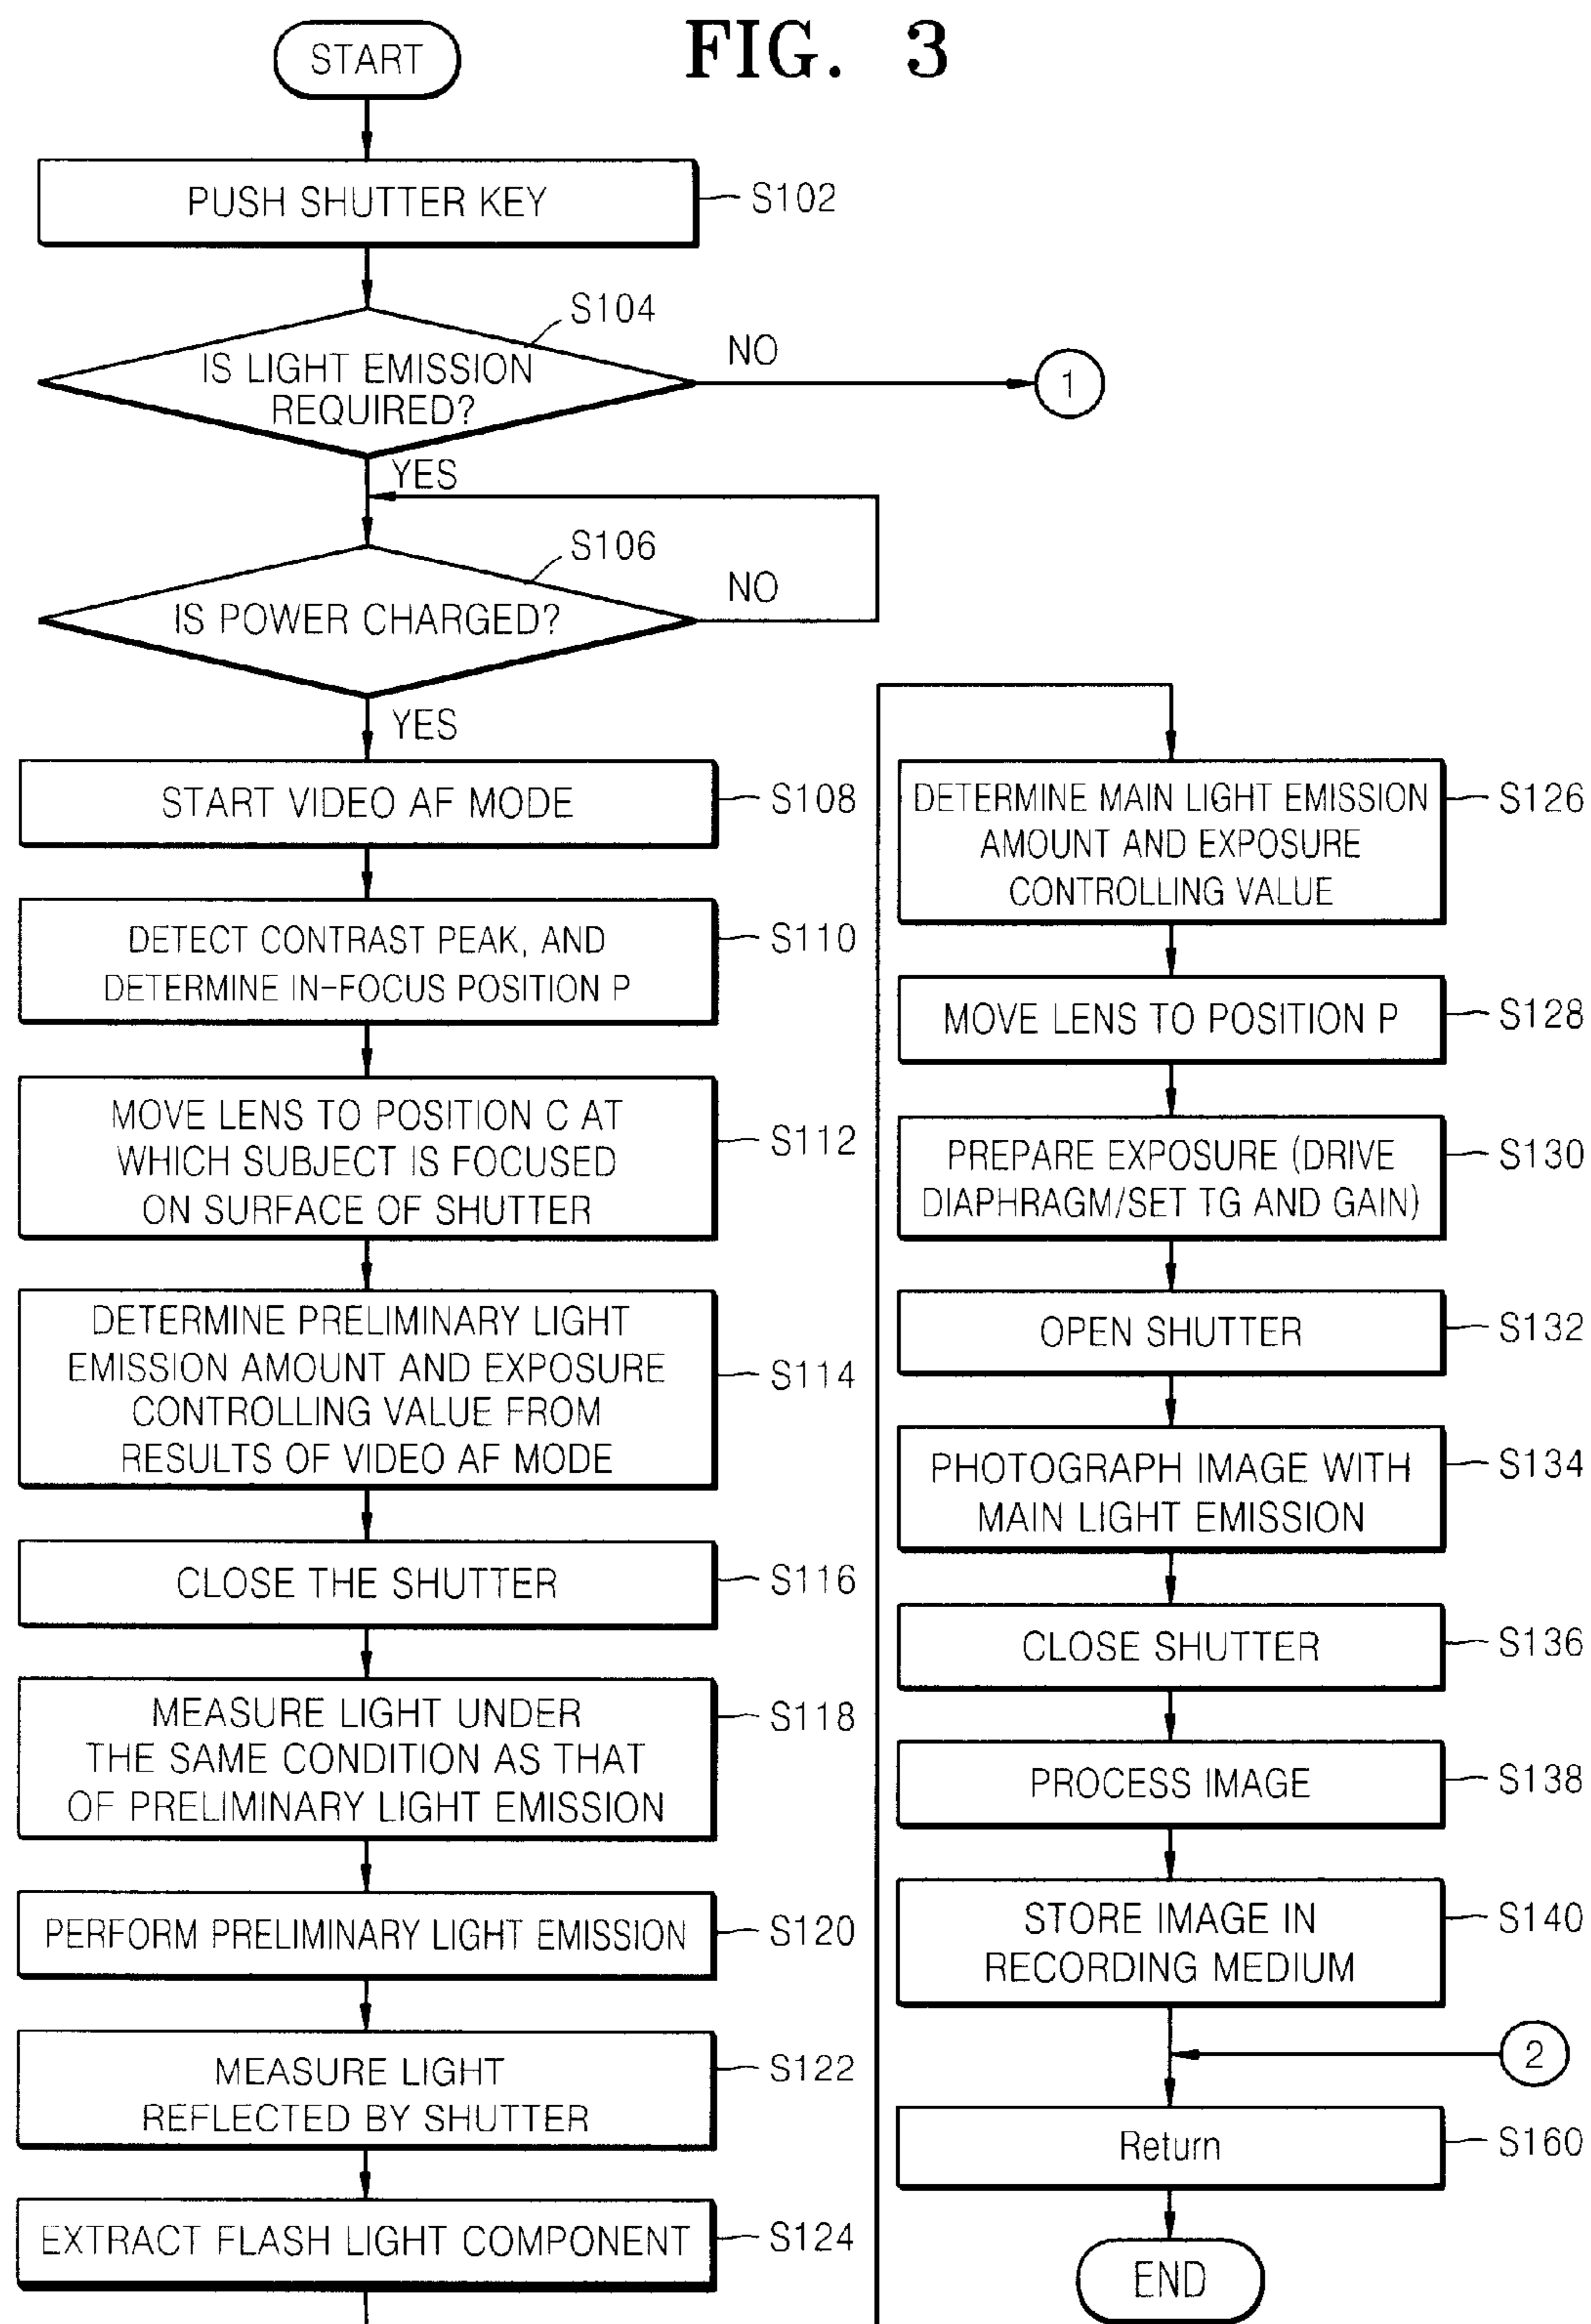 FIG. 3
START
PUSH SHUTTER KEY
S102
S104
IS LIGHT EMISSION
REQUIRED?
NO
1
YES
S106
IS POWER CHARGED?
NO
YES
START VIDEO AF MODE
S108
DETECT CONTRAST PEAK, AND
DETERMINE IN-FOCUS POSITION P
S110
MOVE LENS TO POSITION C AT
WHICH SUBJECT IS FOCUSED
ON SURFACE OF SHUTTER
S112
DETERMINE PRELIMINARY LIGHT
EMISSION AMOUNT AND EXPOSURE
CONTROLLING VALUE FROM
RESULTS OF VIDEO AF MODE
S114
CLOSE THE SHUTTER
S116
MEASURE LIGHT UNDER
THE SAME CONDITION AS THAT
OF PRELIMINARY LIGHT EMISSION
S118
PERFORM PRELIMINARY LIGHT EMISSION
S120
MEASURE LIGHT
REFLECTED BY SHUTTER
S122
EXTRACT FLASH LIGHT COMPONENT
S124
DETERMINE MAIN LIGHT EMISSION
AMOUNT AND EXPOSURE
CONTROLLING VALUE
S126
MOVE LENS TO POSITION P
S128
PREPARE EXPOSURE (DRIVE
DIAPHRAGM/SET TG AND GAIN)
S130
OPEN SHUTTER
S132
PHOTOGRAPH IMAGE WITH
MAIN LIGHT EMISSION
S134
CLOSE SHUTTER
S136
PROCESS IMAGE
S138
STORE IMAGE IN
RECORDING MEDIUM
S140
2
Return
S160
END